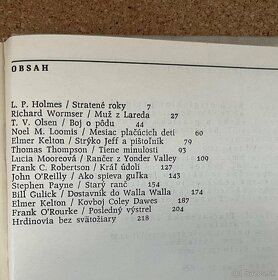 OBSAH
L. P. Holmes / Stratené roky 7
Richard Wormser / Muž z Lareda 27
T. V. Olsen / Boj o pôdu 44
Noel M. Loomis / Mesiac plačúcich detí 60
Elmer Kelton / Strýko Jeff a pištoľník 79
Thomas Thompson / Tiene minulosti 95
Lucia Mooreová / Rančer z Yonder Valley 109
Frank C. Robertson / Kráľ údolí 127
John O'Reilly / Ako spieva guľka 143
Stephen Payne / Starý ranč 154
Bill Gulick / Dostavník do Walla Walla 174
Elmer Kelton / Kovboj Coley Dawes 187
Frank O'Rourke / Posledný výstrel 204
Hrdinovia bez svätožiary 218